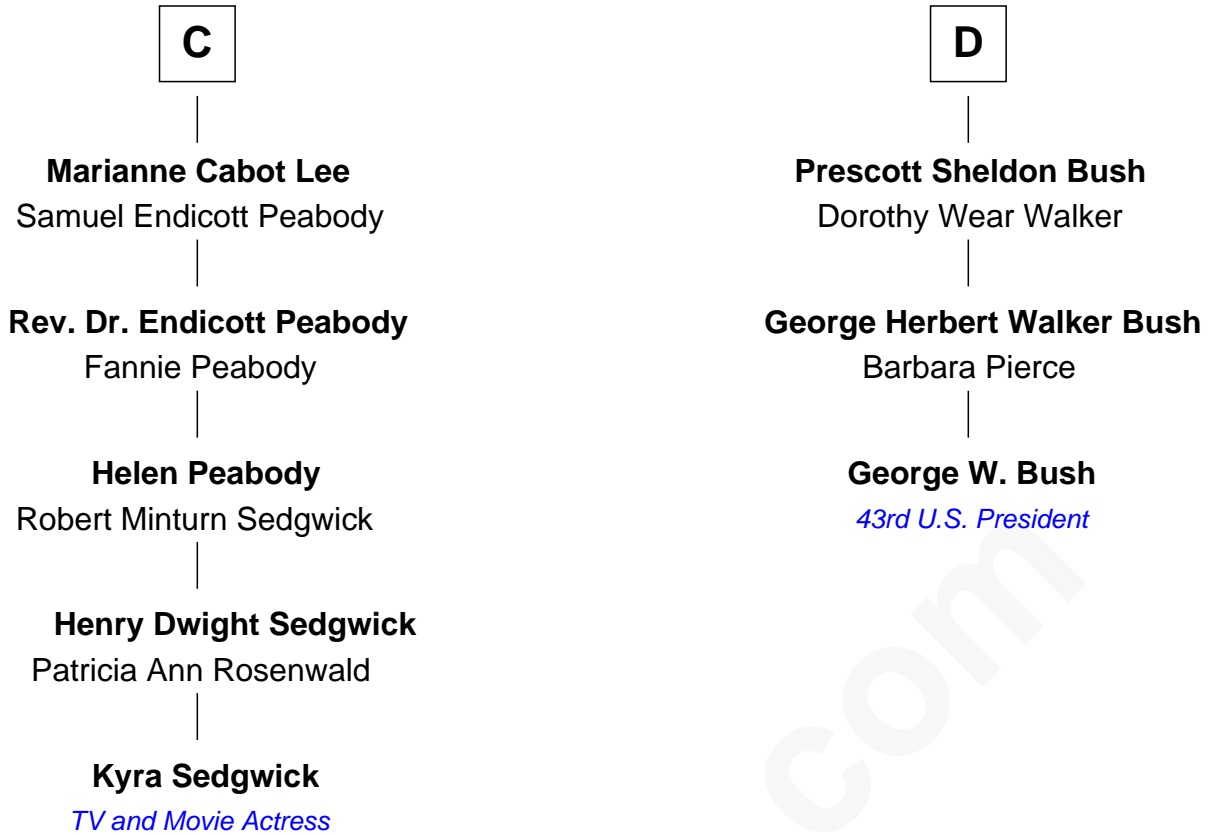 C
Marianne Cabot Lee
Samuel Endicott Peabody
Rev. Dr. Endicott Peabody
Fannie Peabody
Helen Peabody
Robert Minturn Sedgwick
Henry Dwight Sedgwick
Patricia Ann Rosenwald
Kyra Sedgwick
TV and Movie Actress
D
Prescott Sheldon Bush
Dorothy Wear Walker
George Herbert Walker Bush
Barbara Pierce
George W. Bush
43rd U.S. President
com